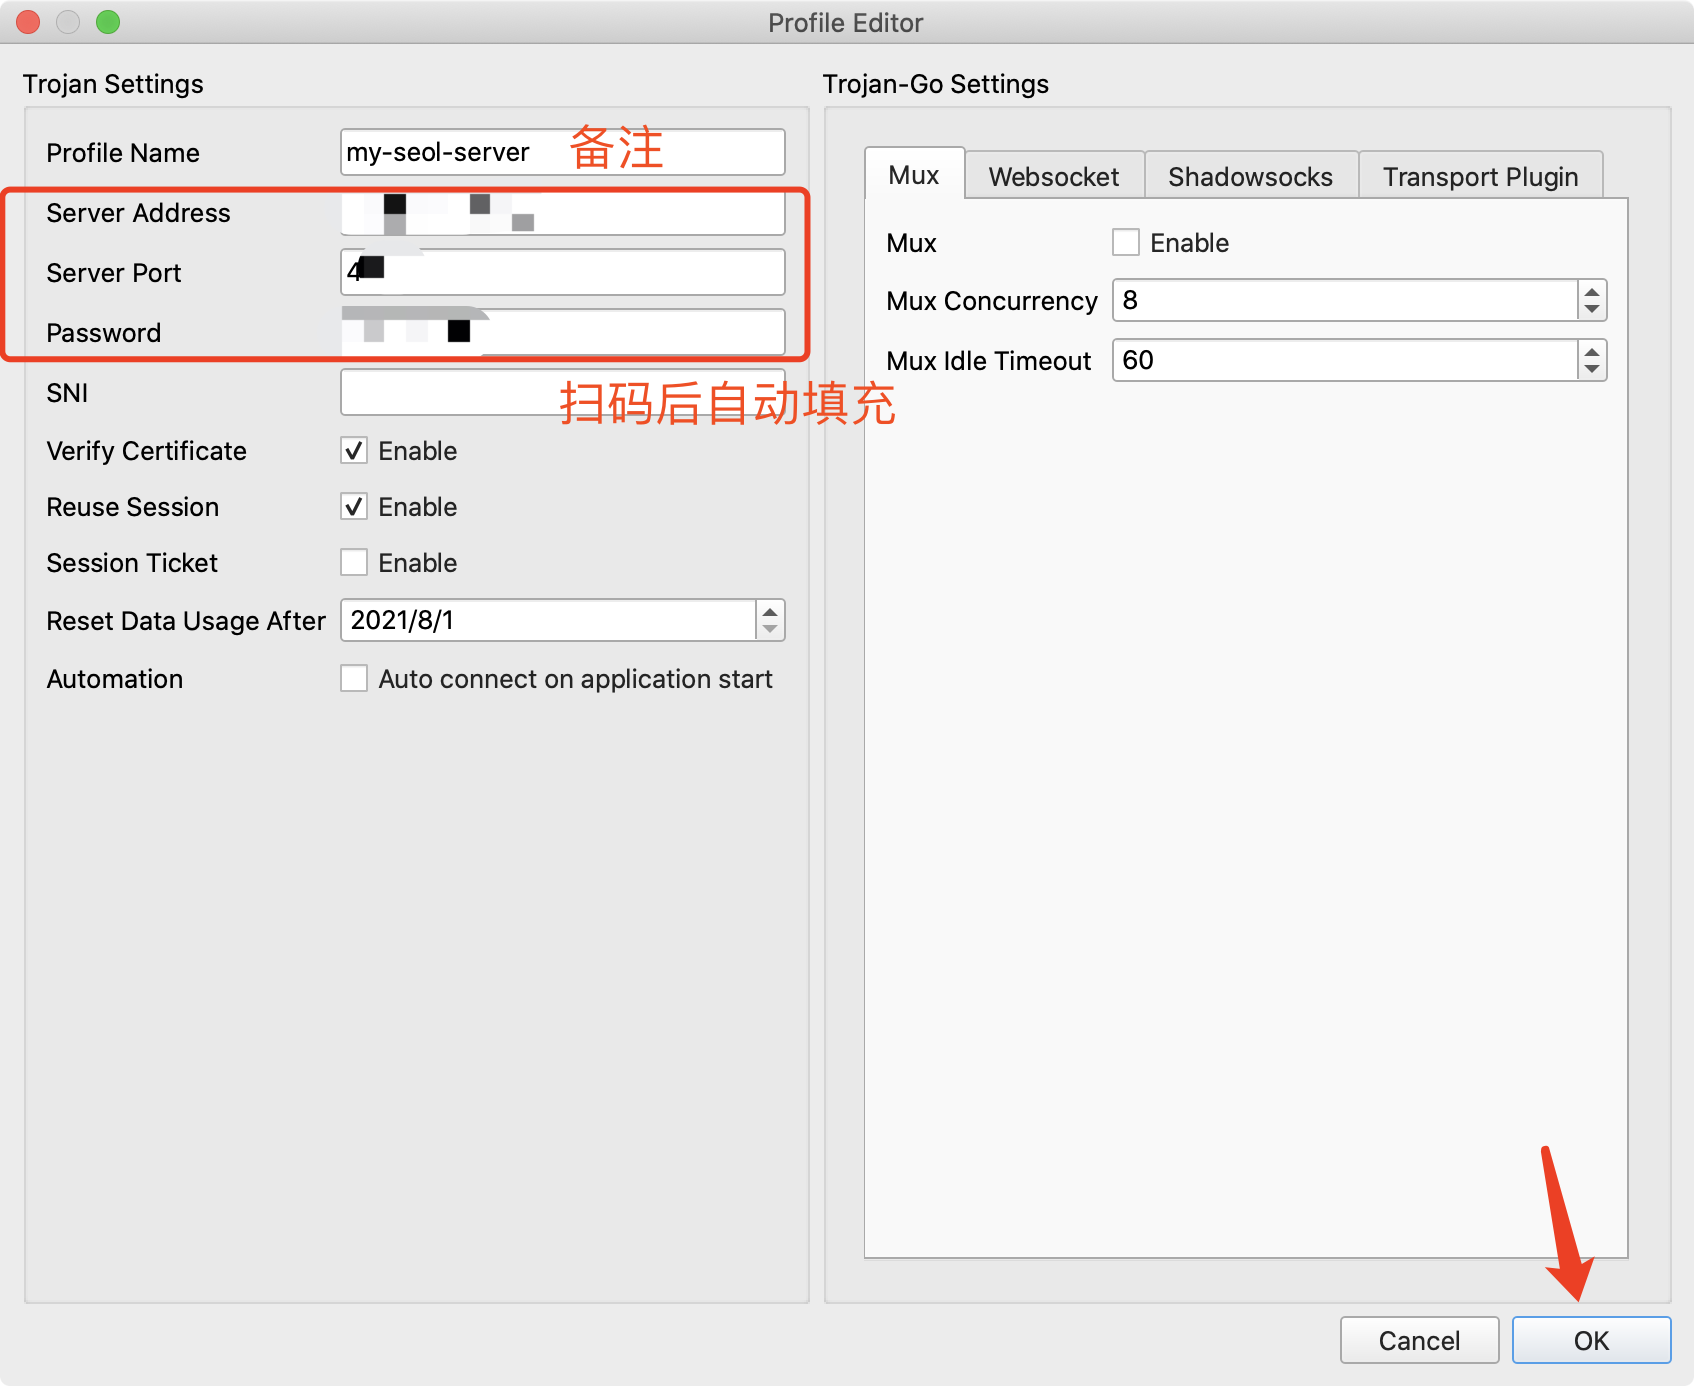 Profile Editor
Trojan Settings
Profile Name
my-seol-server
备注
Server Address
Server Port
4
Password
SNI
扫码后自动填充
Verify Certificate
Enable
Reuse Session
Enable
Session Ticket
Enable
Reset Data Usage After
2021/8/1
Automation
Auto connect on application start
Trojan-Go Settings
Mux
Websocket
Shadowsocks
Transport Plugin
Mux
Enable
Mux Concurrency
8
Mux Idle Timeout
60
Cancel
OK